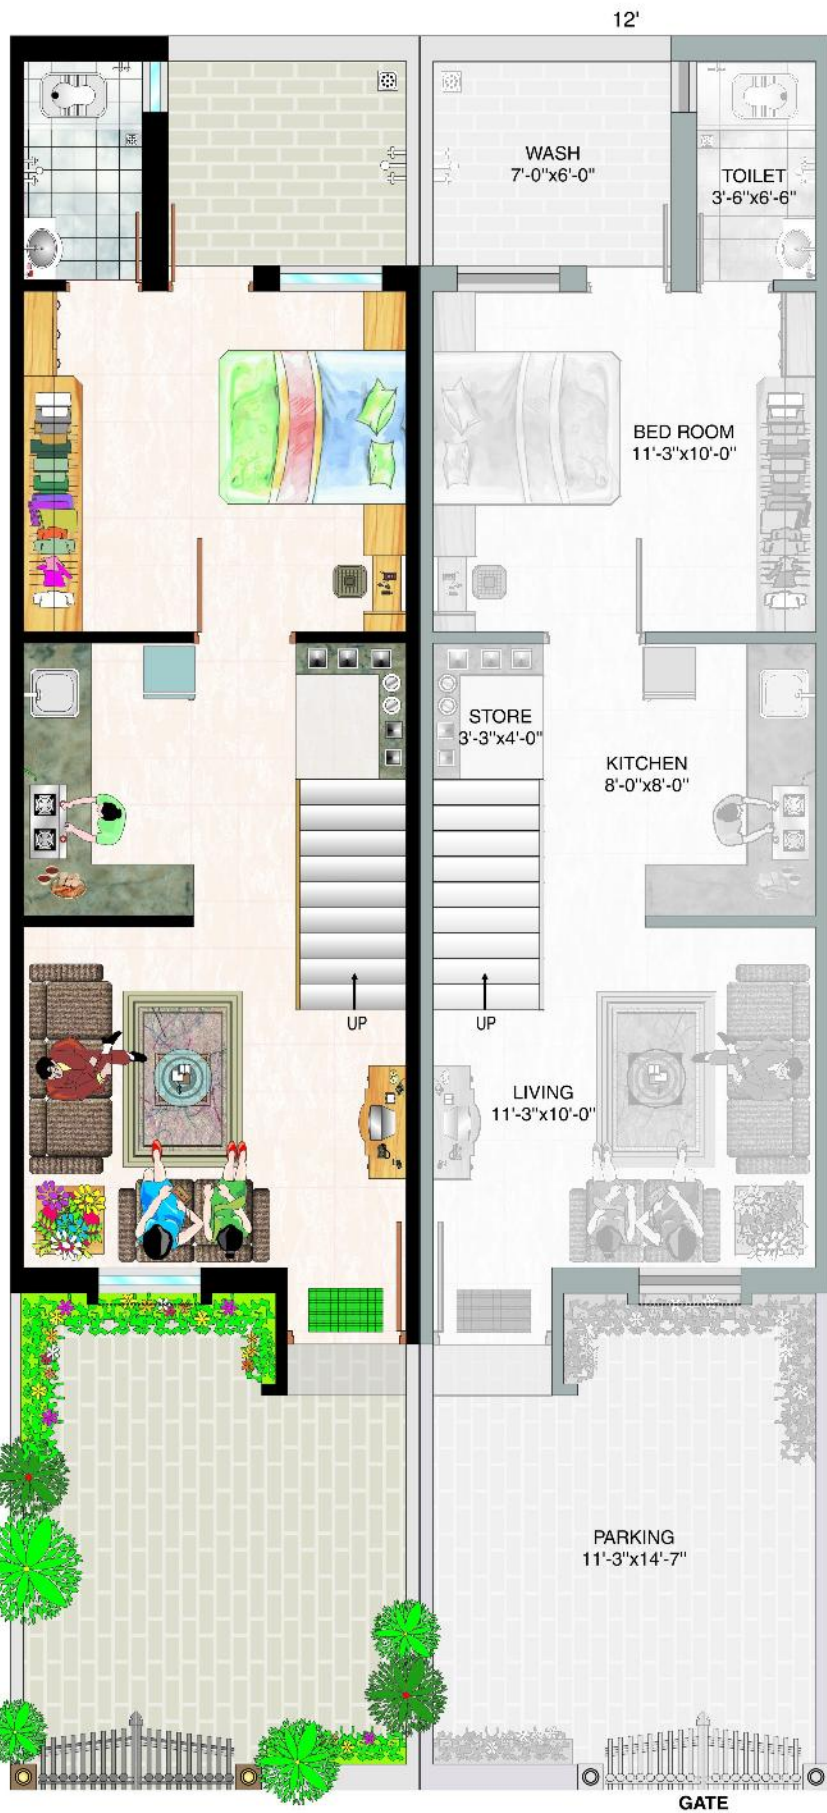 12'
WASH
7'-0"x6'-0"
TOILET
3'-6"x6'-6"
BED ROOM
11'-3"x10'-0"
STORE
3'-3"x4'-0"
KITCHEN
8'-0"x8'-0"
UP
UP
LIVING
11'-3"x10'-0"
PARKING
11'-3"x14'-7"
GATE